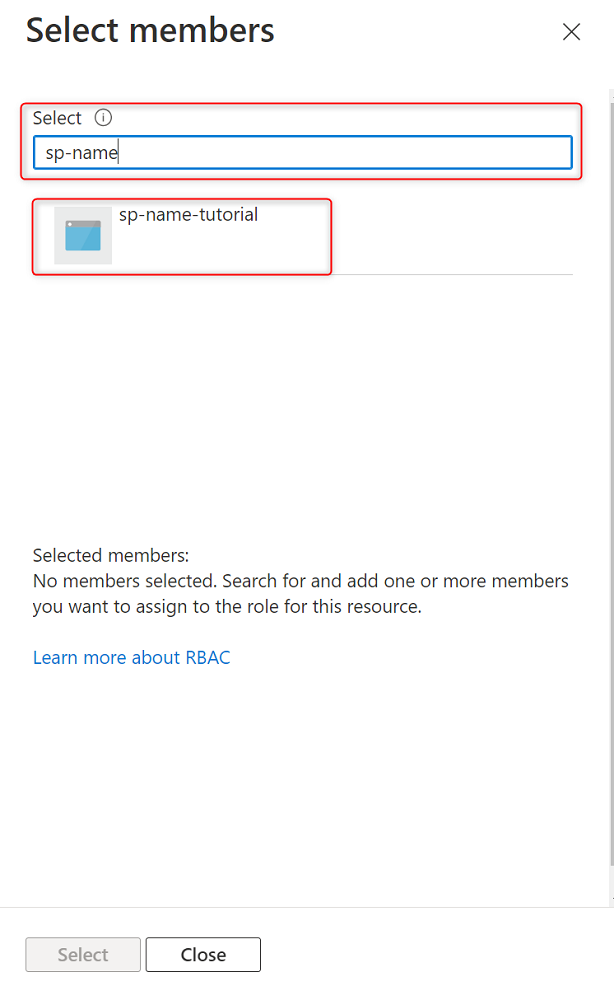 Select members
Select
sp-name
sp-name-tutorial
Selected members:
No members selected. Search for and add one or more members
you want to assign to the role for this resource.
Learn more about RBAC
Select
Close